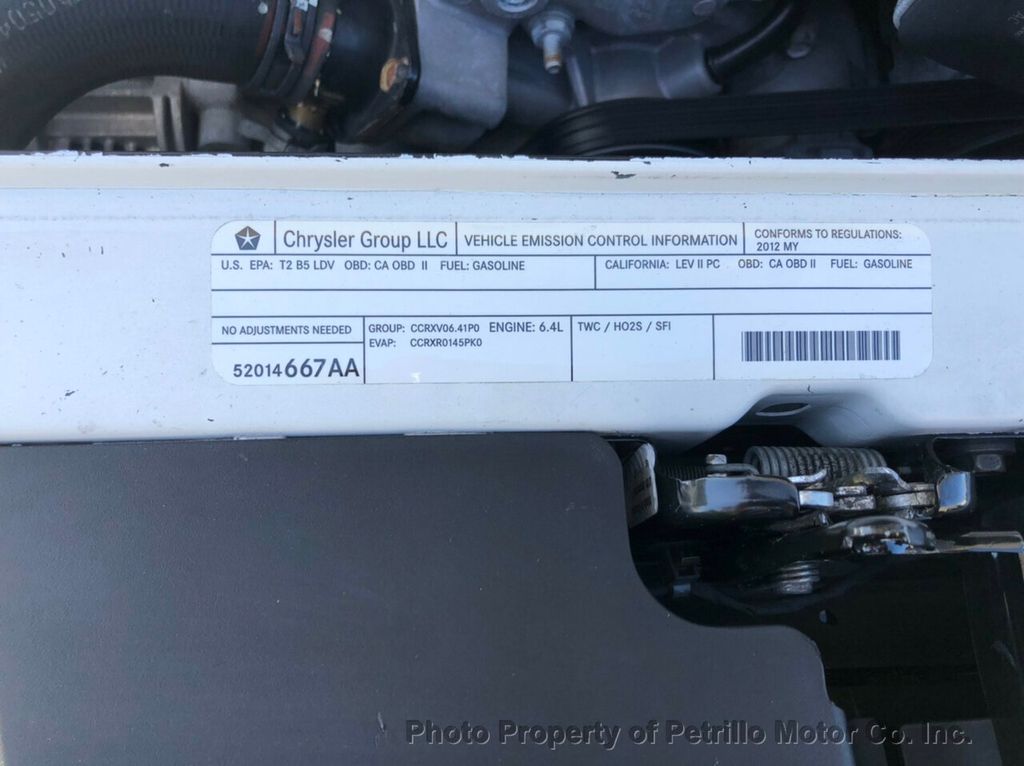 Chrysler Group LLC
VEHICLE EMISSION CONTROL INFORMATION
CONFORMS TO REGULATIONS:
2012 MY
U.S. EPA: T2 B5 LDV OBD: CA OBD II FUEL: GASOLINE
CALIFORNIA: LEV II PC OBD: CA OBD II FUEL: GASOLINE
NO ADJUSTMENTS NEEDED
52014667AA
GROUP: CCRXV06.41P0 ENGINE: 6.4L
EVAP: CCRXR0145PK0
TWC / HO2S / SFI
Photo Property of Petrillo Motor Co. Inc.